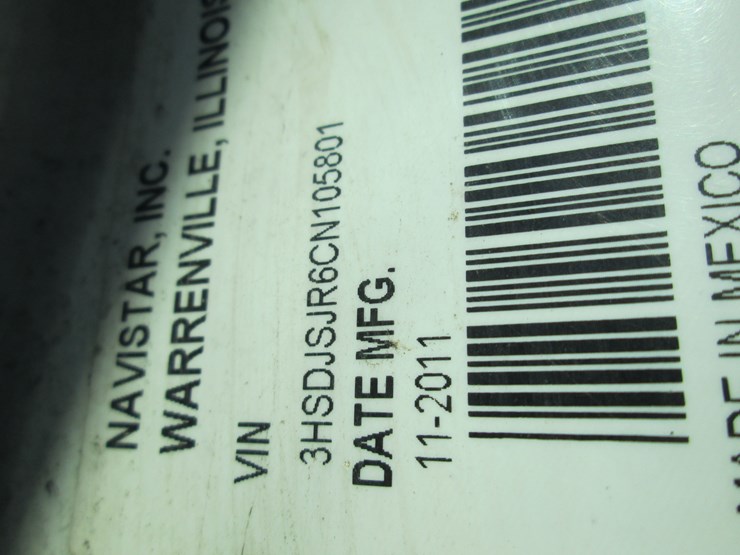 NAVISTAR, INC.
WARRENVILLE, ILLINOIS
VIN
3HSDJSJR6CN105801
DATE MFG.
11-2011
MADE IN MEXICO